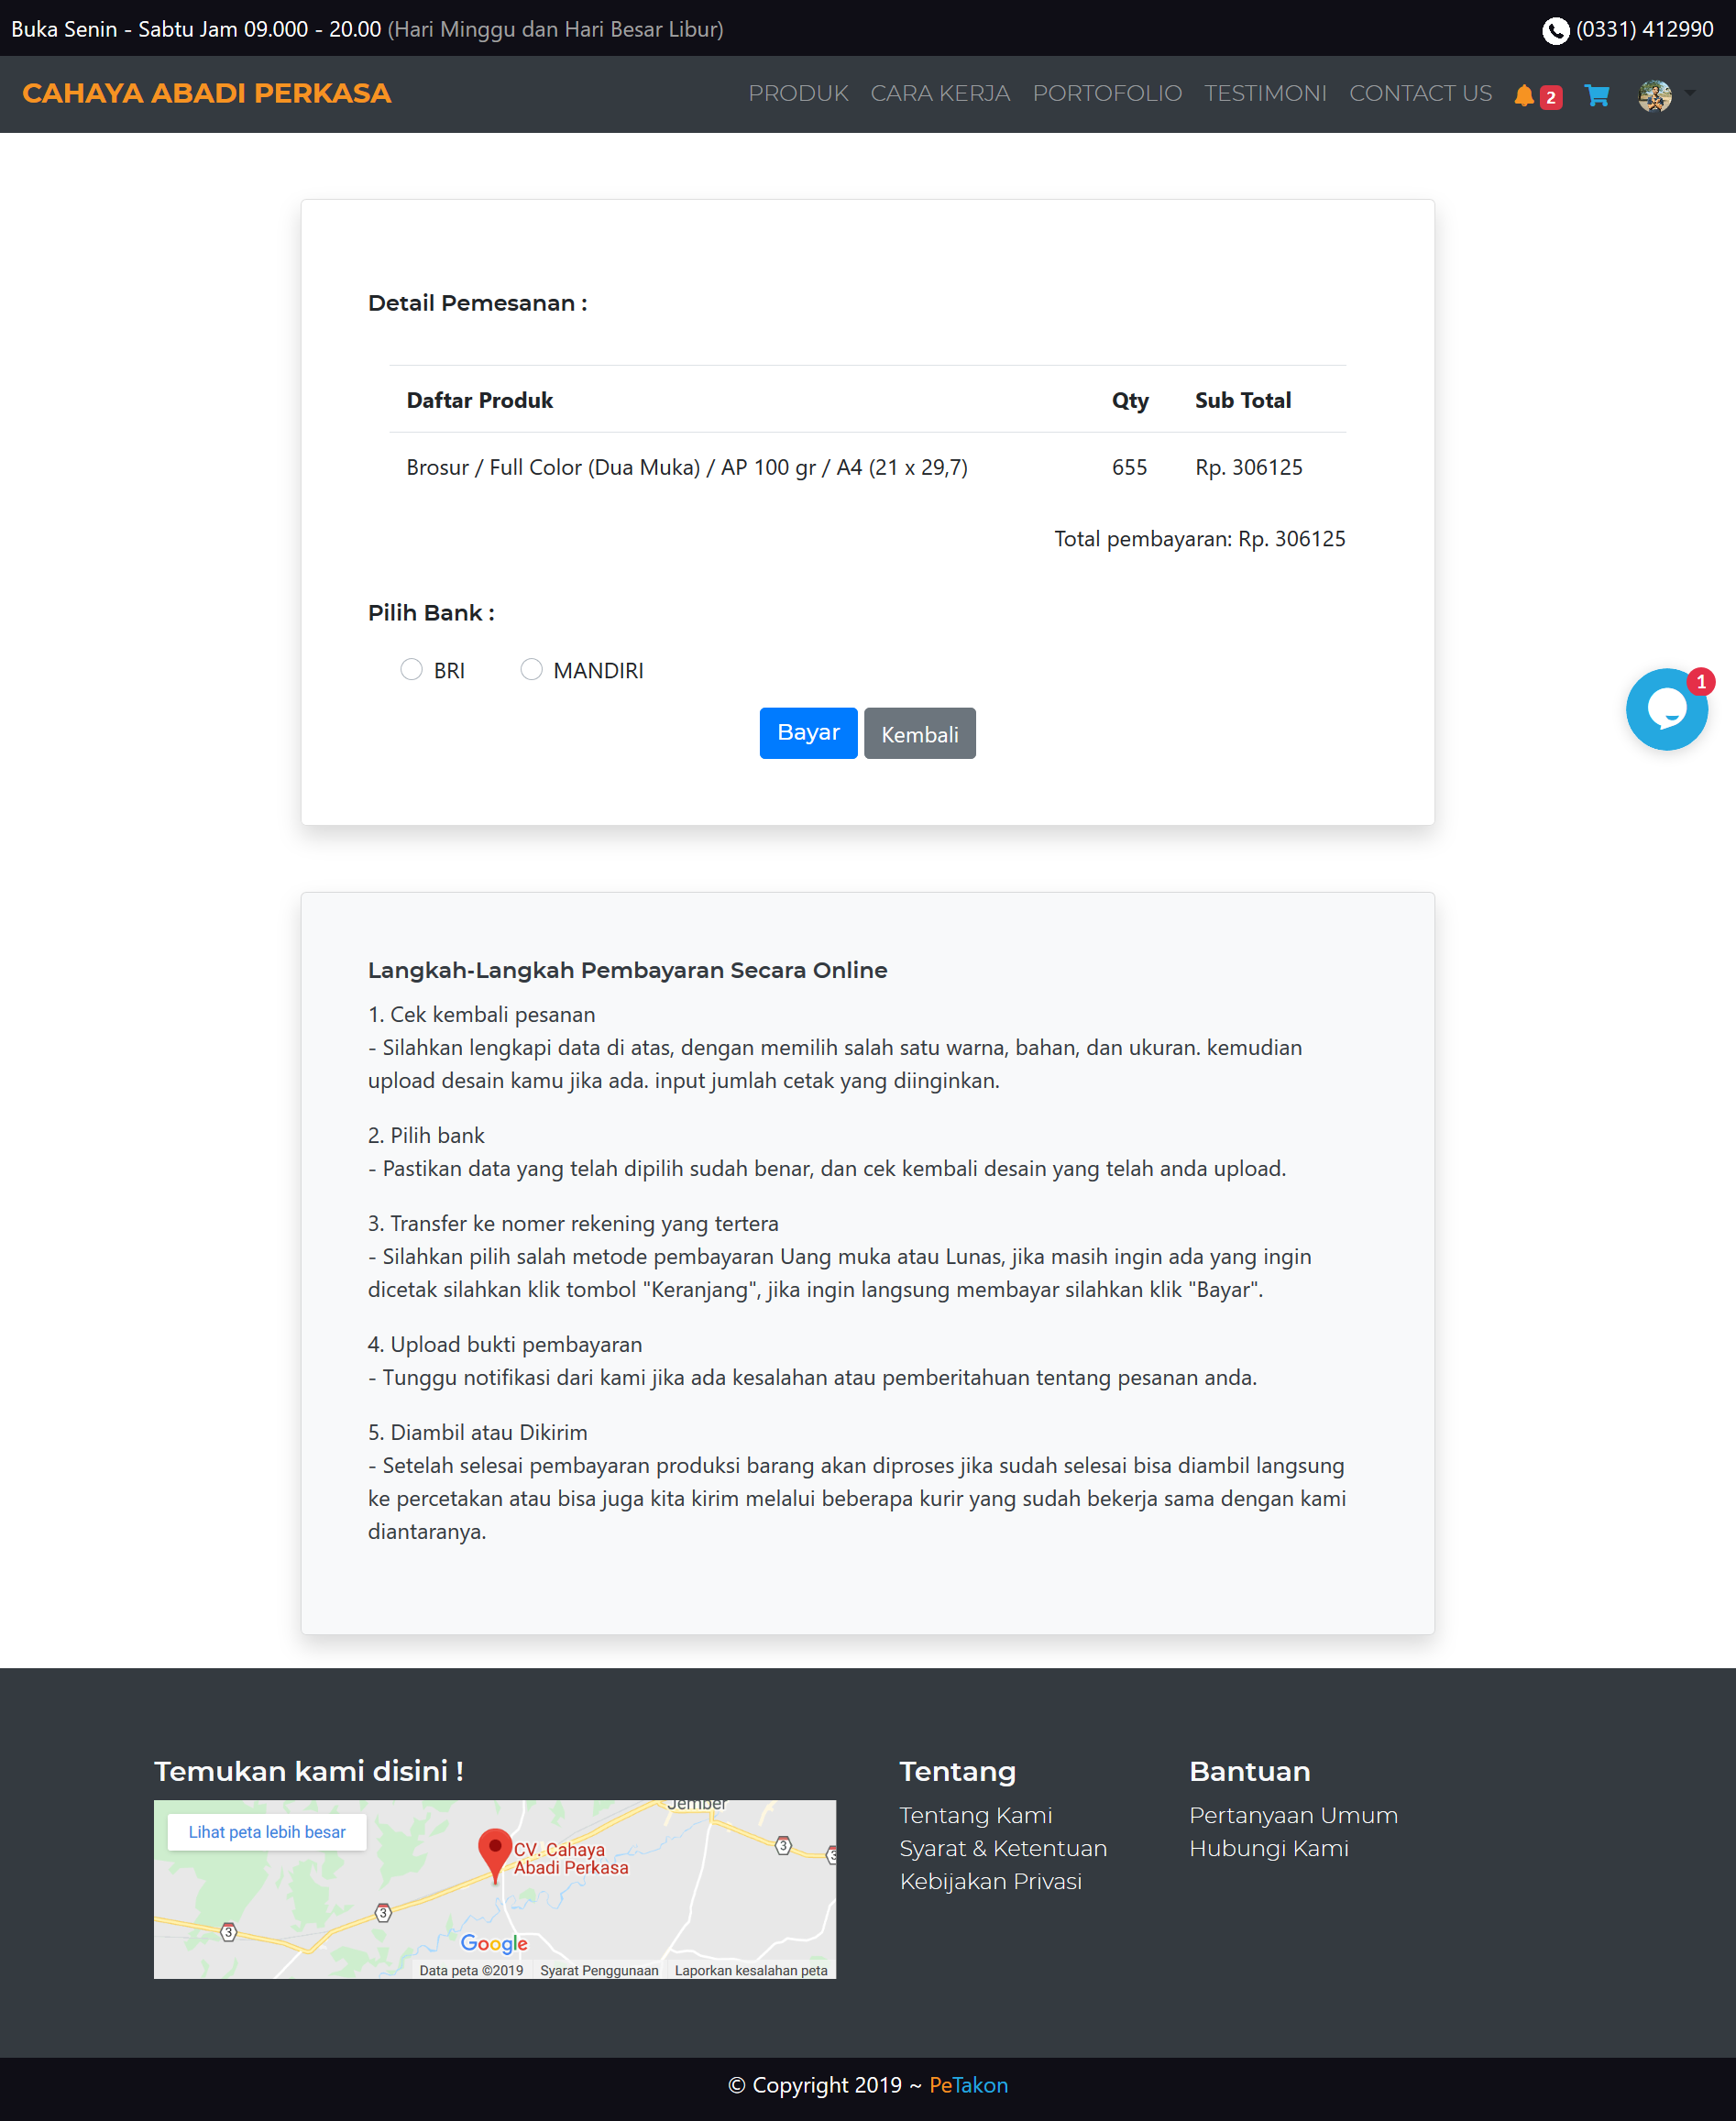 Buka Senin - Sabtu Jam 09.000 - 20.00 (Hari Minggu dan Hari Besar Libur)
(0331) 412990
CAHAYA ABADI PERKASA
PRODUK CARA KERJA PORTOFOLIO TESTIMONI CONTACT US 2
Detail Pemesanan :
Daftar Produk Qty Sub Total
Brosur / Full Color (Dua Muka) / AP 100 gr / A4 (21 x 29,7) 655 Rp. 306125
Total pembayaran: Rp. 306125
Pilih Bank :
BRI MANDIRI
1
Bayar Kembali
Langkah-Langkah Pembayaran Secara Online
1. Cek kembali pesanan
- Silahkan lengkapi data di atas, dengan memilih salah satu warna, bahan, dan ukuran. kemudian
upload desain kamu jika ada. input jumlah cetak yang diinginkan.
2. Pilih bank
- Pastikan data yang telah dipilih sudah benar, dan cek kembali desain yang telah anda upload.
3. Transfer ke nomer rekening yang tertera
- Silahkan pilih salah metode pembayaran Uang muka atau Lunas, jika masih ingin ada yang ingin
dicetak silahkan klik tombol "Keranjang", jika ingin langsung membayar silahkan klik "Bayar".
4. Upload bukti pembayaran
- Tunggu notifikasi dari kami jika ada kesalahan atau pemberitahuan tentang pesanan anda.
5. Diambil atau Dikirim
- Setelah selesai pembayaran produksi barang akan diproses jika sudah selesai bisa diambil langsung
ke percetakan atau bisa juga kita kirim melalui beberapa kurir yang sudah bekerja sama dengan kami
diantaranya.
Temukan kami disini !
Jember
Lihat peta lebih besar
CV. Cahaya
Abadi Perkasa
3
3
3
3
Google
Data peta ©2019 Syarat Penggunaan Laporkan kesalahan peta
Tentang
Tentang Kami
Syarat & Ketentuan
Kebijakan Privasi
Bantuan
Pertanyaan Umum
Hubungi Kami
© Copyright 2019 ~ PeTakon